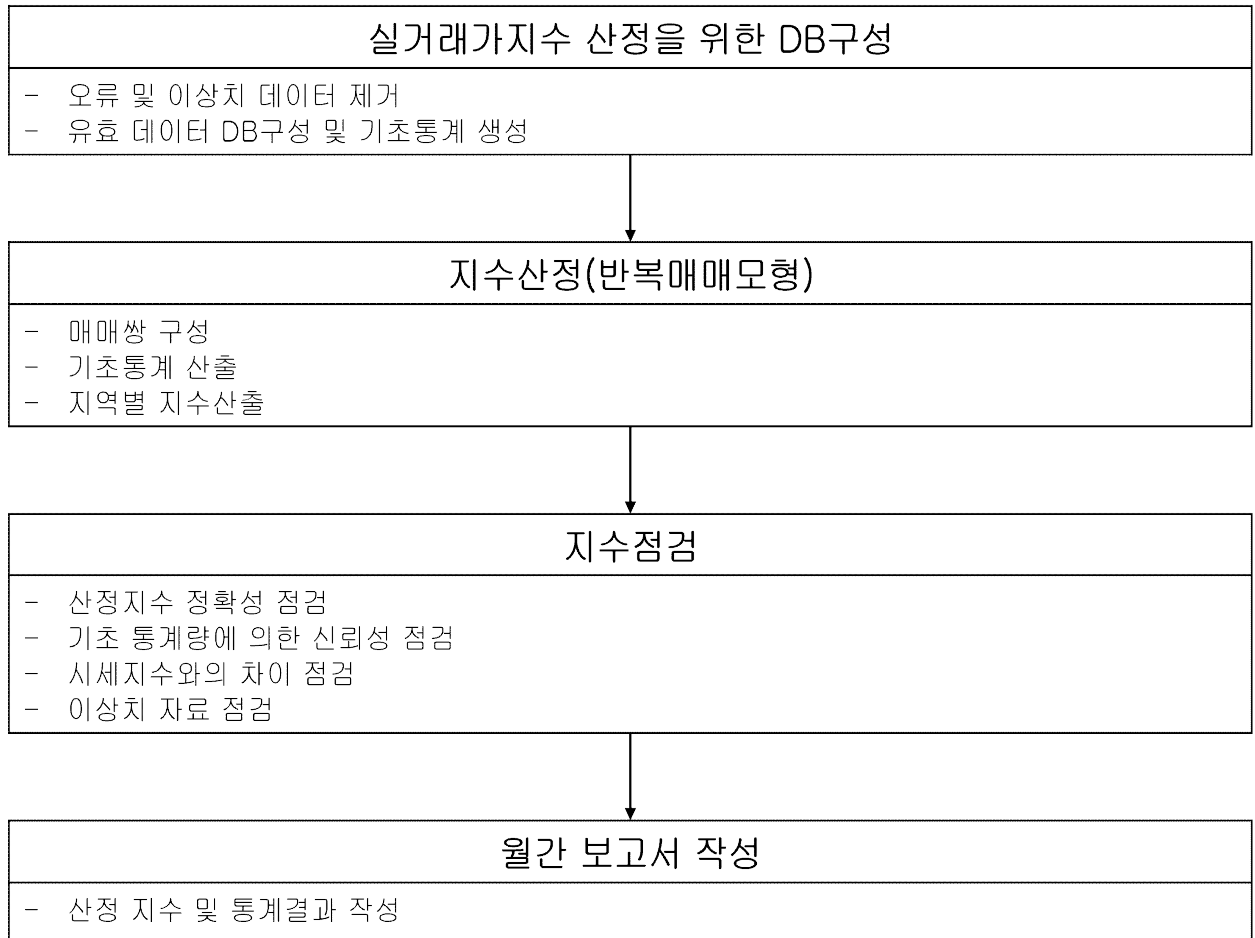 실거래가지수 산정을 위한 DB구성
- 오류 및 이상치 데이터 제거
- 유효 데이터 DB구성 및 기초통계 생성
지수산정(반복매매모형)
- 매매쌍 구성
- 기초통계 산출
- 지역별 지수산출
지수점검
- 산정지수 정확성 점검
- 기초 통계량에 의한 신뢰성 점검
- 시세지수와의 차이 점검
- 이상치 자료 점검
월간 보고서 작성
- 산정 지수 및 통계결과 작성